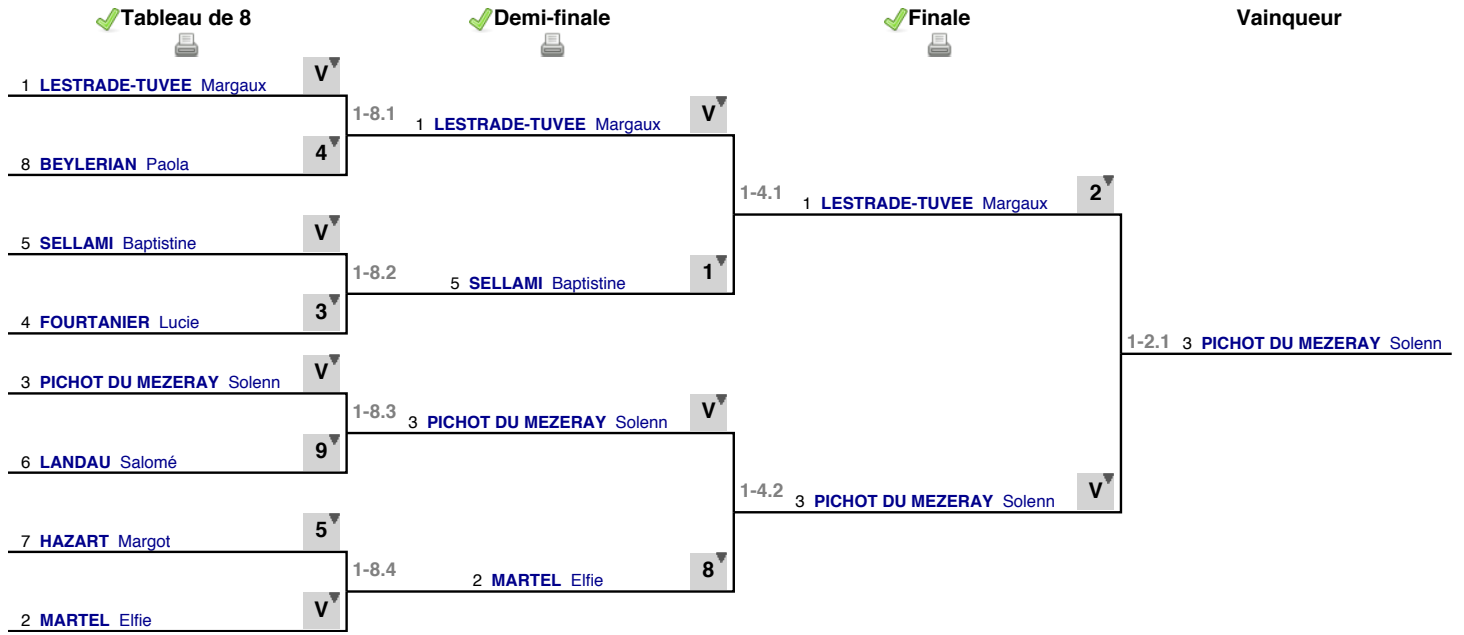 Tableau de 8 Demi-finale Finale Vainqueur
1 LESTRADE-TUVEE Margaux V
1-8.1 1 LESTRADE-TUVEE Margaux V
8 BEYLERIAN Paola 4
1-4.1 1 LESTRADE-TUVEE Margaux 2
5 SELLAMI Baptistine V
1-8.2 5 SELLAMI Baptistine 1
4 FOURTANIER Lucie 3
1-2.1 3 PICHOT DU MEZERAY Solenn
3 PICHOT DU MEZERAY Solenn V
1-8.3 3 PICHOT DU MEZERAY Solenn V
6 LANDAU Salomé 9
1-4.2 3 PICHOT DU MEZERAY Solenn V
7 HAZART Margot 5
1-8.4 2 MARTEL Elfie 8
2 MARTEL Elfie V